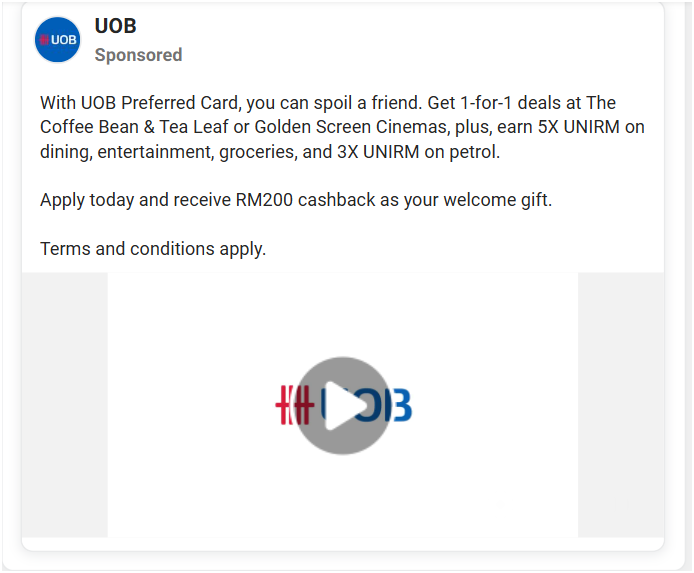 UOB
UOB
Sponsored
With UOB Preferred Card, you can spoil a friend. Get 1-for-1 deals at The
Coffee Bean & Tea Leaf or Golden Screen Cinemas, plus, earn 5X UNIRM on
dining, entertainment, groceries, and 3X UNIRM on petrol.
Apply today and receive RM200 cashback as your welcome gift.
Terms and conditions apply.
UOB